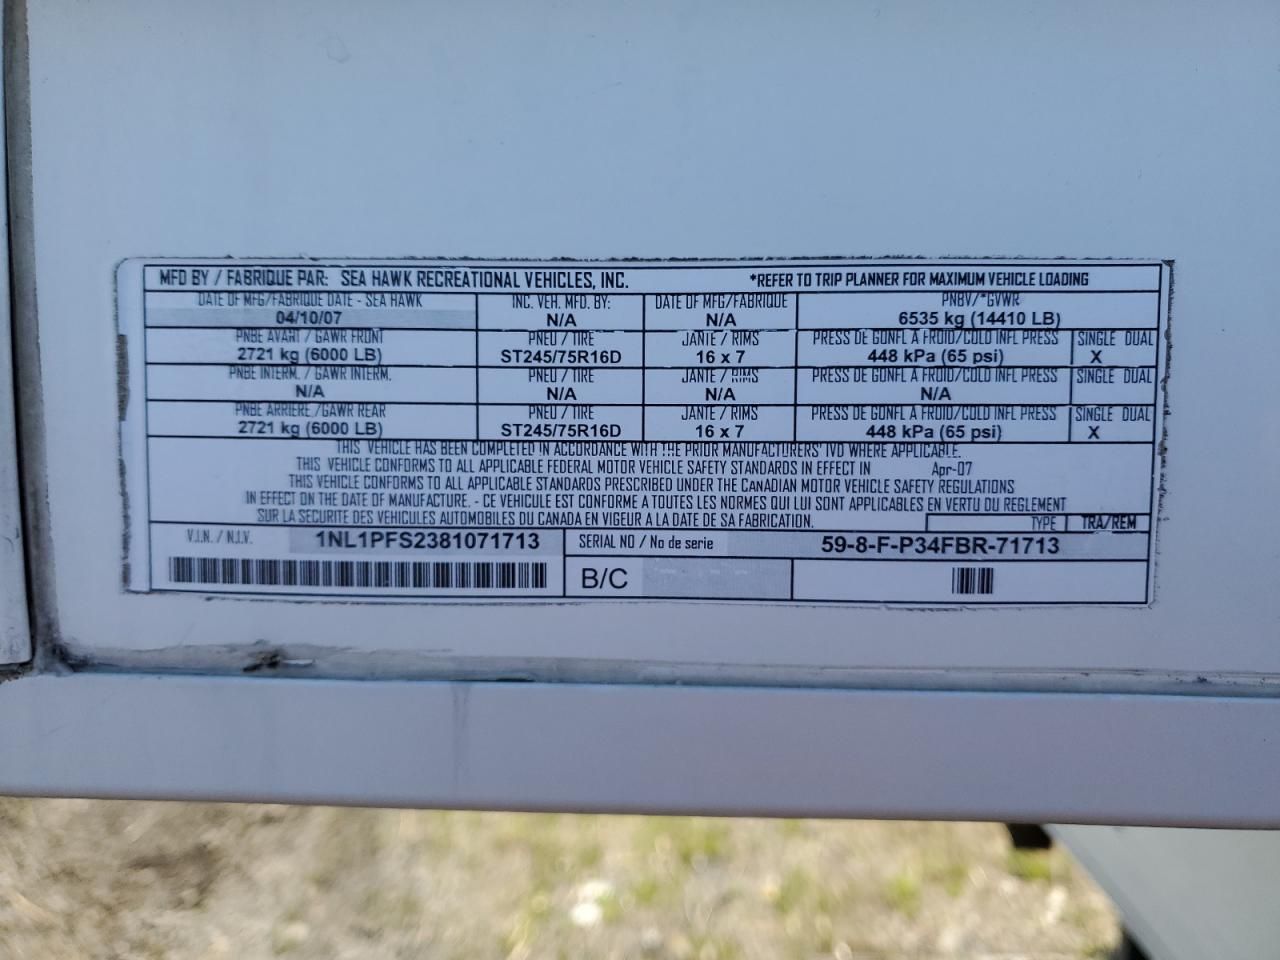 MFD BY / FABRIQUE PAR: SEA HAWK RECREATIONAL VEHICLES, INC. *REFER TO TRIP PLANNER FOR MAXIMUM VEHICLE LOADING
DATE OF MFG/FABRIQUE DATE - SEA HAWK INC. VEH. MFD. BY: DATE OF MFG/FABRIQUE PNBV/*GVWR
04/10/07 N/A N/A 6535 kg (14410 LB)
PNBE AVANT / GAWR FRONT PNEU / TIRE JANTE / RIMS PRESS DE GONFL A FROID/COLD INFL PRESS SINGLE DUAL
2721 kg (6000 LB) ST245/75R16D 16 x 7 448 kPa (65 psi) X
PNBE INTERM. / GAWR INTERM. PNEU / TIRE JANTE / RIMS PRESS DE GONFL A FROID/COLD INFL PRESS SINGLE DUAL
N/A N/A N/A N/A
PNBE ARRIERE /GAWR REAR PNEU / TIRE JANTE / RIMS PRESS DE GONFL A FROID/COLD INFL PRESS SINGLE DUAL
2721 kg (6000 LB) ST245/75R16D 16 x 7 448 kPa (65 psi) X
THIS VEHICLE HAS BEEN COMPLETED IN ACCORDANCE WITH THE PRIOR MANUFACTURERS' IVD WHERE APPLICABLE.
THIS VEHICLE CONFORMS TO ALL APPLICABLE FEDERAL MOTOR VEHICLE SAFETY STANDARDS IN EFFECT IN Apr-07
THIS VEHICLE CONFORMS TO ALL APPLICABLE STANDARDS PRESCRIBED UNDER THE CANADIAN MOTOR VEHICLE SAFETY REGULATIONS
IN EFFECT ON THE DATE OF MANUFACTURE. - CE VEHICULE EST CONFORME A TOUTES LES NORMES QUI LUI SONT APPLICABLES EN VERTU DU REGLEMENT
SUR LA SECURITE DES VEHICULES AUTOMOBILES DU CANADA EN VIGEUR A LA DATE DE SA FABRICATION. TYPE TRA/REM
V.I.N. / N.I.V. 1NL1PFS2381071713 SERIAL NO / No de serie 59-8-F-P34FBR-71713
B/C